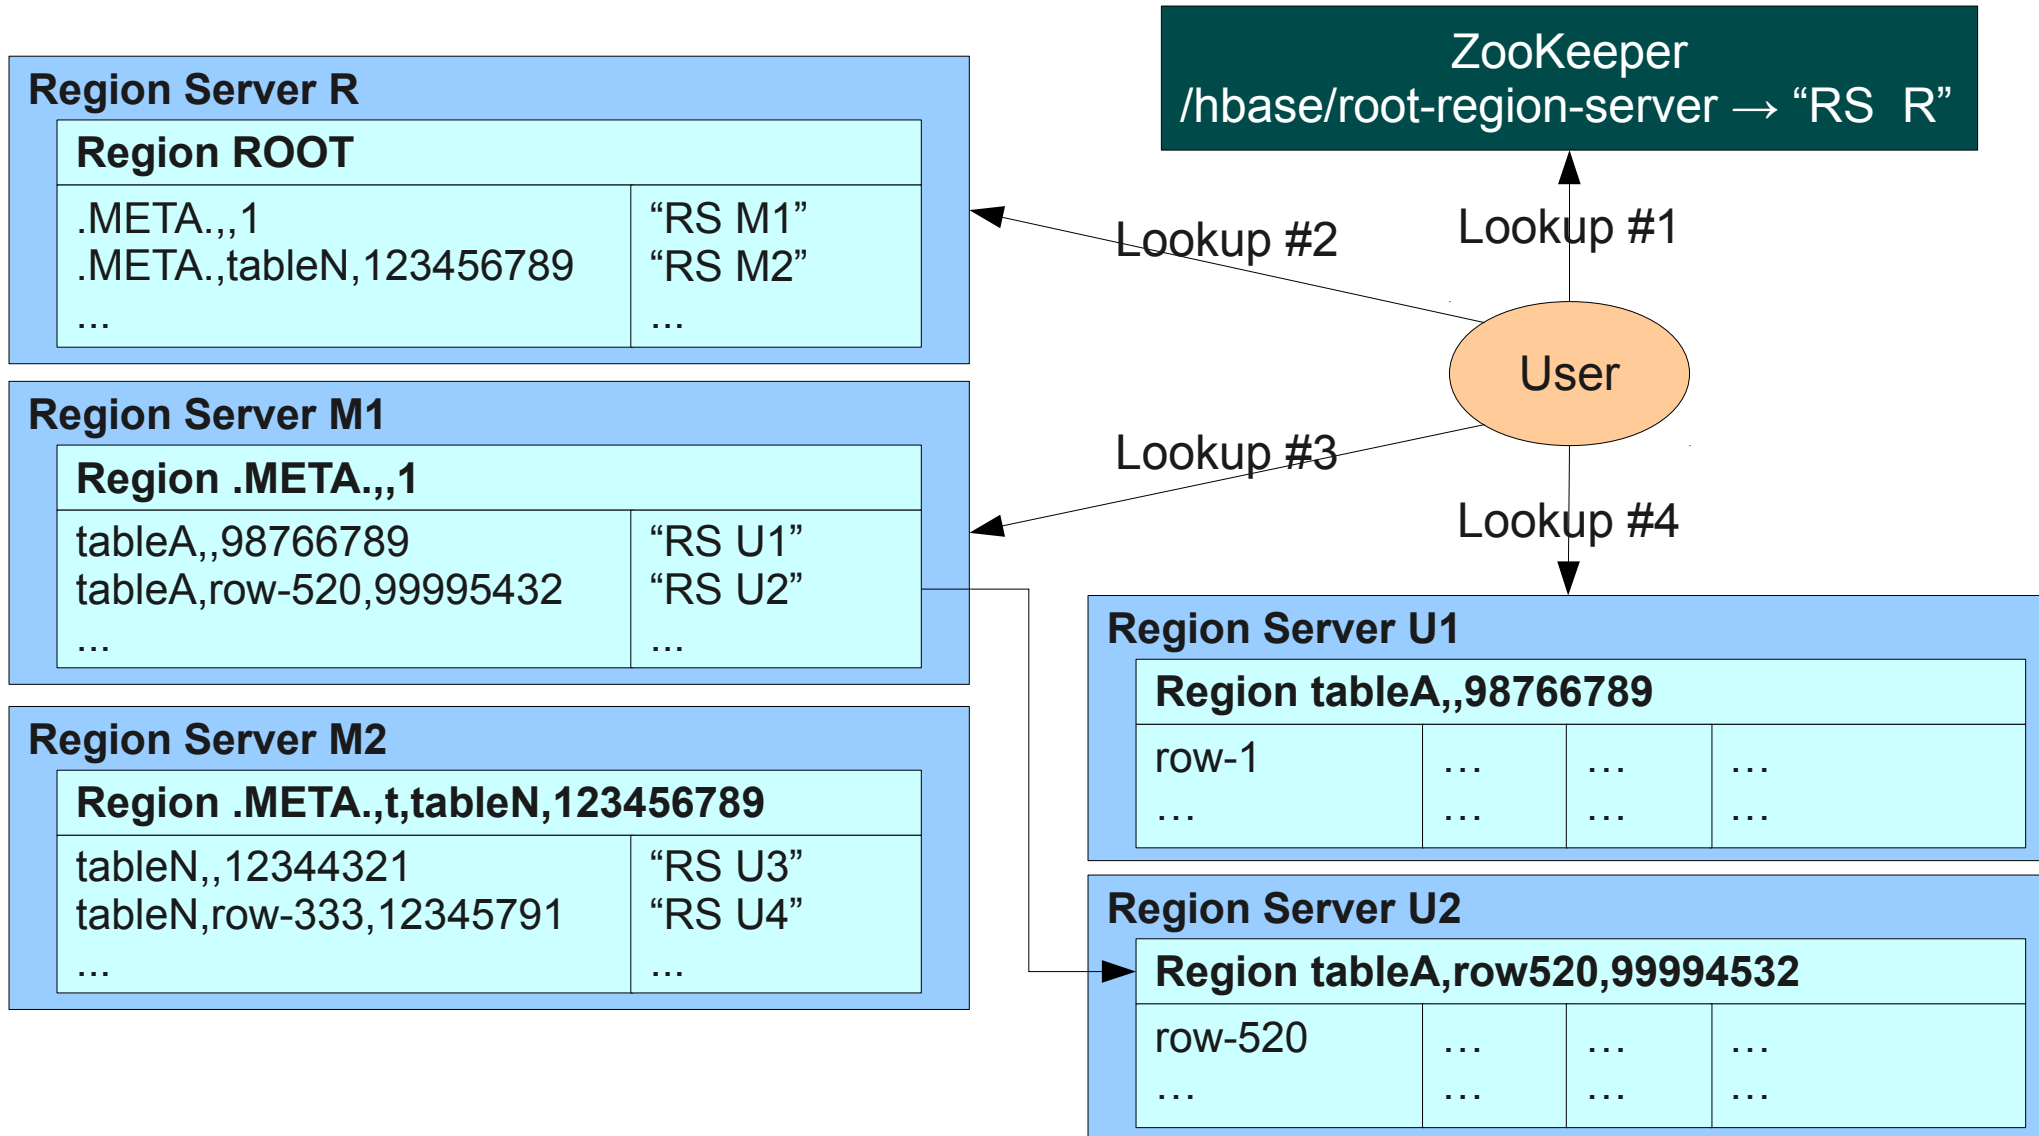 ZooKeeper
/hbase/root-region-server → “RS R”
Region Server R
Region ROOT
.META.,,1 “RS M1”
.META.,tableN,123456789 “RS M2”
... ...
Lookup #2
Lookup #1
User
Region Server M1
Region .META.,,1
tableA,,98766789 “RS U1”
tableA,row-520,99995432 “RS U2”
... ...
Lookup #3
Lookup #4
Region Server M2
Region .META.,t,tableN,123456789
tableN,,12344321 “RS U3”
tableN,row-333,12345791 “RS U4”
... ...
Region Server U1
Region tableA,,98766789
row-1 … … …
… … … …
Region Server U2
Region tableA,row520,99994532
row-520 … … …
… … … …